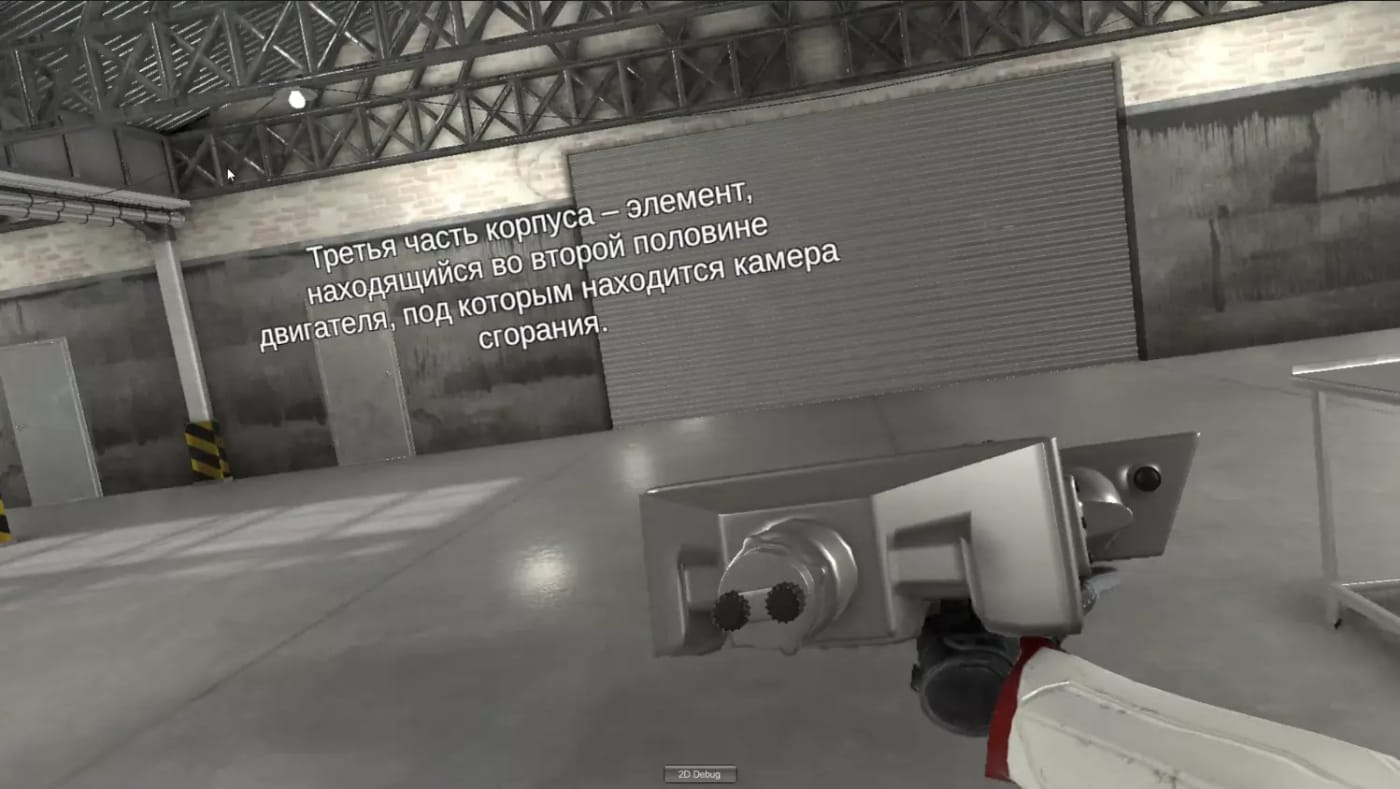 Третья часть корпуса – элемент,
находящийся во второй половине
двигателя, под которым находится камера
сгорания.
2D Debug